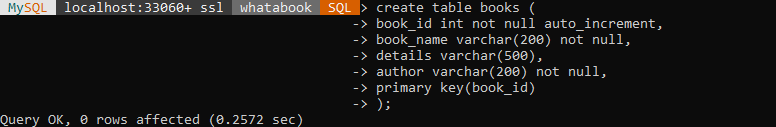 MySQL localhost:33060+ ssl whatabook SQL > create table books (
-> book_id int not null auto_increment,
-> book_name varchar(200) not null,
-> details varchar(500),
-> author varchar(200) not null,
-> primary key(book_id)
-> );
Query OK, 0 rows affected (0.2572 sec)